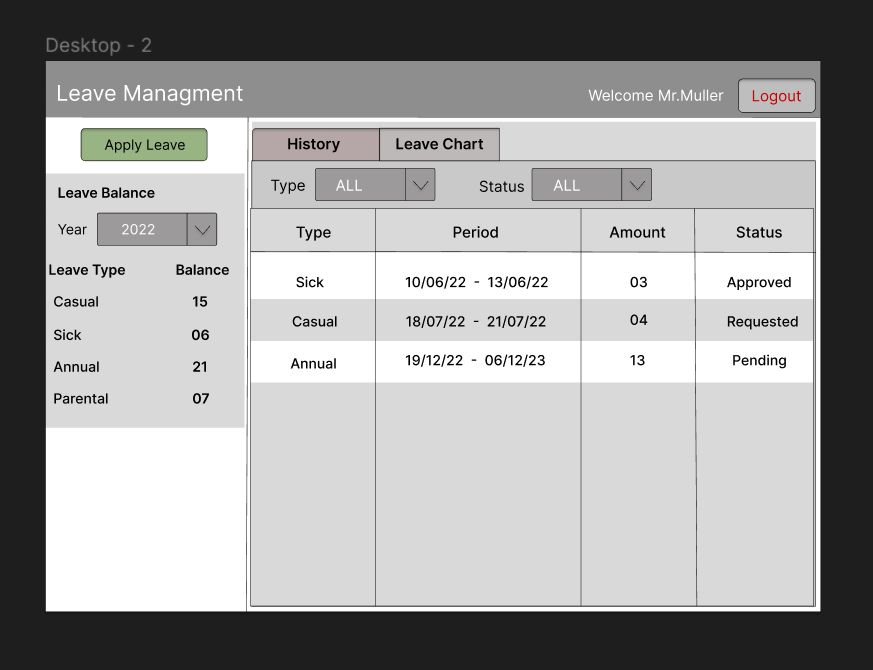 Desktop - 2
Leave Managment
Welcome Mr.Muller
Logout
Apply Leave
Leave Balance
Year
2022
Leave Type Balance
Casual 15
Sick 06
Annual 21
Parental 07
History
Leave Chart
Type ALL Status ALL
Type Period Amount Status
Sick 10/06/22 - 13/06/22 03 Approved
Casual 18/07/22 - 21/07/22 04 Requested
Annual 19/12/22 - 06/12/23 13 Pending